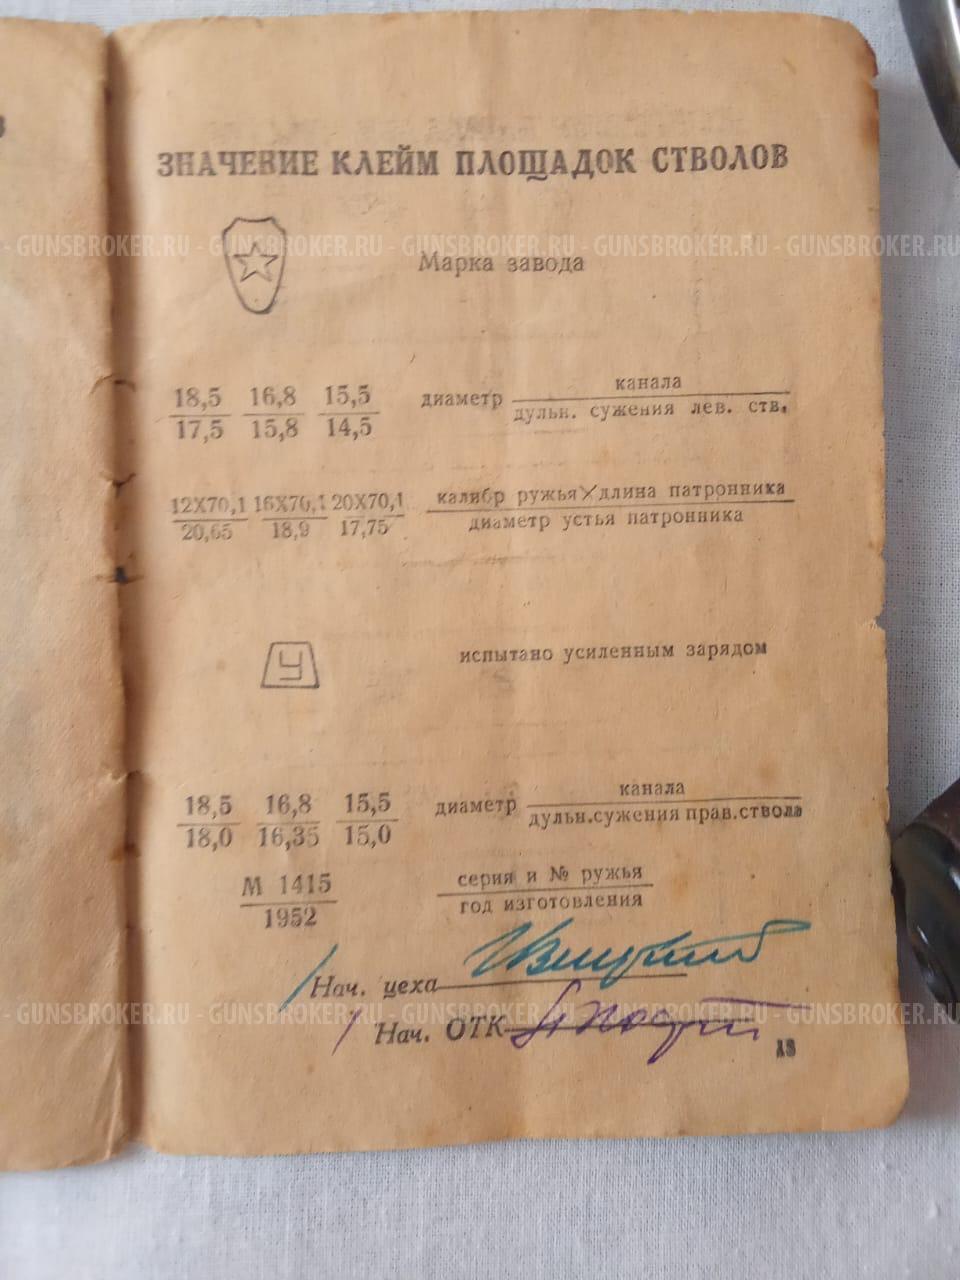 ЗНАЧЕНИЕ КЛЕЙМ ПЛОЩАДОК СТВОЛОВ
GUNSBROKER.RU - GUNSBROKER.RU - GUNSBROKER.RU - GUNSBROKER.RU - GUNSBROKER.RU
Марка завода
18,5 16,8 15,5 диаметр канала
17,5 15,8 14,5 дульн. сужения лев. ств.
12X70,1 16X70,1 20X70,1 калибр ружья X длина патронника
20,65 18,9 17,75 диаметр устья патронника
У испытано усиленным зарядом
18,5 16,8 15,5 диаметр канала
18,0 16,35 15,0 дульн.сужения прав.ствола
М 1415 серия и № ружья
1952 год изготовления
Нач. цеха
GUNSBROKER.RU - GUNSBROKER.RU - GUNSBROKER.RU - GUNSBROKER.RU - GUNSBROKER.RU
Нач. ОТК
13